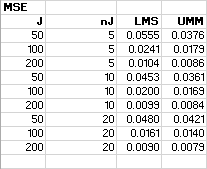 MSE
J nJ LMS UMM
50 5 0.0555 0.0376
100 5 0.0241 0.0179
200 5 0.0104 0.0086
50 10 0.0453 0.0361
100 10 0.0200 0.0169
200 10 0.0099 0.0084
50 20 0.0480 0.0421
100 20 0.0161 0.0140
200 20 0.0090 0.0079